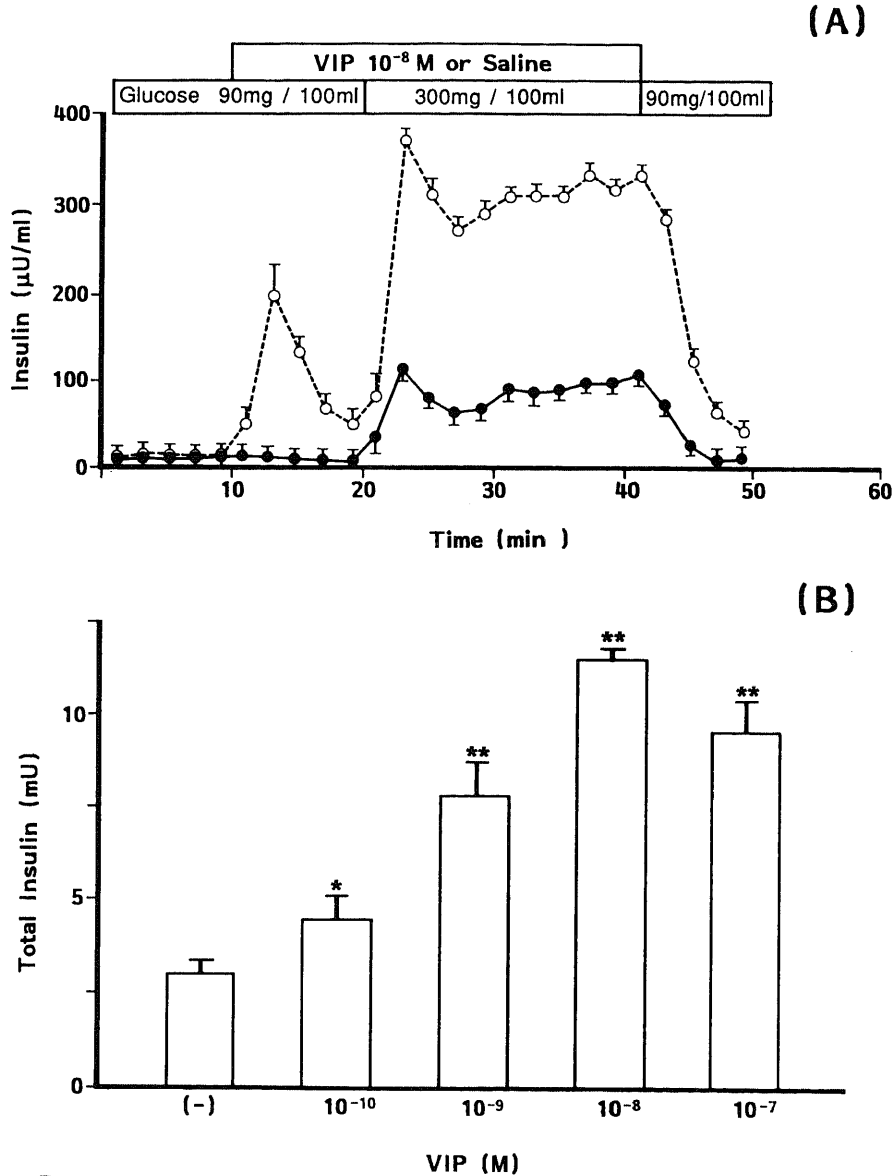 (A)
VIP 10⁻⁸ M or Saline
Glucose 90mg / 100ml 300mg / 100ml 90mg/100ml
400
300
200
100
0
Insulin (μU/ml)
10 20 30 40 50 60
Time (min )
(B)
10
5
0
Total Insulin (mU)
* ** ** **
(-) 10⁻¹⁰ 10⁻⁹ 10⁻⁸ 10⁻⁷
VIP (M)